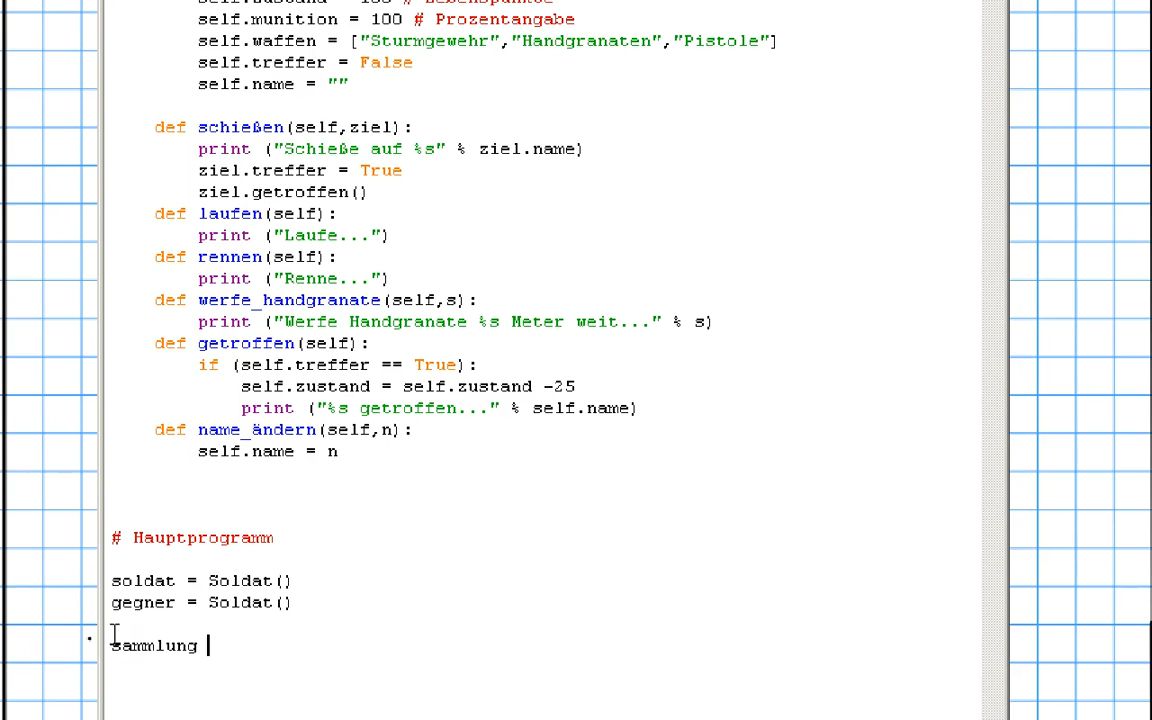 self.munition = 100 # Prozentangabe
self.waffen = ["Sturmgewehr","Handgranaten","Pistole"]
self.treffer = False
self.name = ""
def schießen(self,ziel):
print ("Schieße auf %s" % ziel.name)
ziel.treffer = True
ziel.getroffen()
def laufen(self):
print ("Laufe...")
def rennen(self):
print ("Renne...")
def werfe_handgranate(self,s):
print ("Werfe Handgranate %s Meter weit..." % s)
def getroffen(self):
if (self.treffer == True):
self.zustand = self.zustand -25
print ("%s getroffen..." % self.name)
def name_ändern(self,n):
self.name = n
# Hauptprogramm
soldat = Soldat()
gegner = Soldat()
sammlung